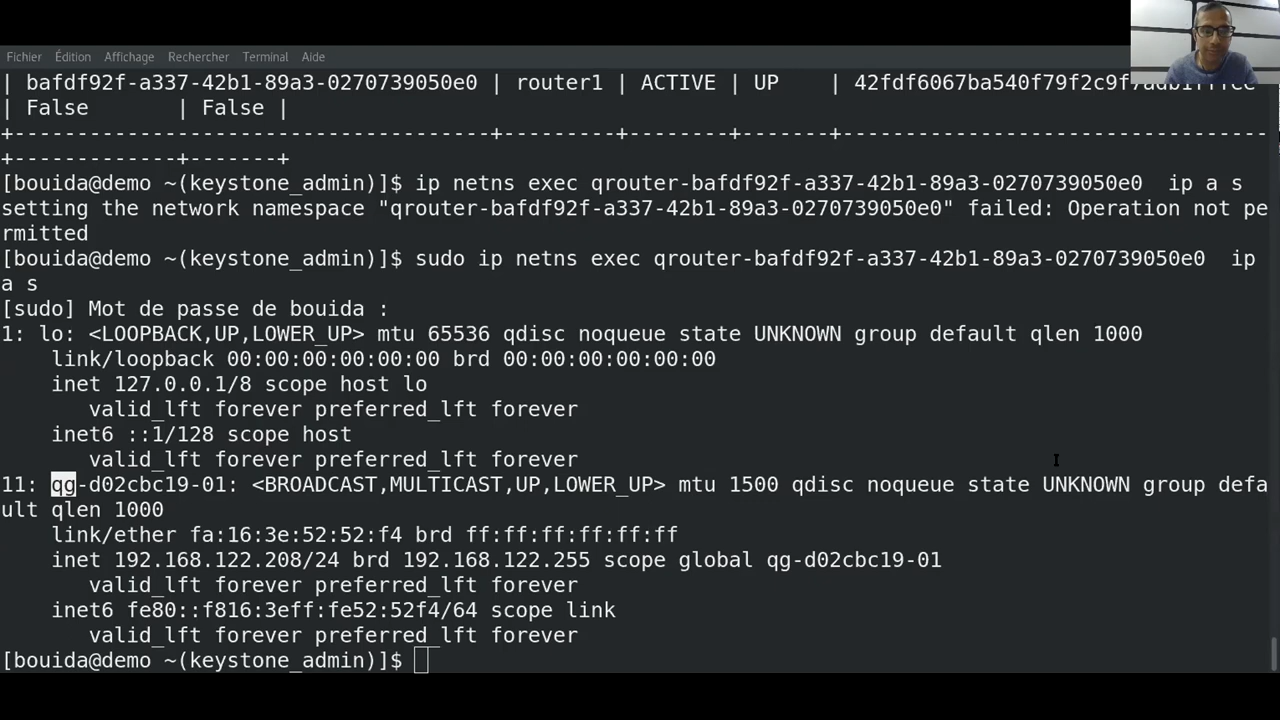 Fichier Édition Affichage Rechercher Terminal Aide
| bafdf92f-a337-42b1-89a3-0270739050e0 | router1 | ACTIVE | UP    | 42fdf6067ba540f79f2c9f7adb1fffcc
| False       | False |
+--------------------------------------+---------+--------+-------+----------------------------------
+-------------+-------+
[bouida@demo ~(keystone_admin)]$ ip netns exec qrouter-bafdf92f-a337-42b1-89a3-0270739050e0  ip a s
setting the network namespace "qrouter-bafdf92f-a337-42b1-89a3-0270739050e0" failed: Operation not pe
rmitted
[bouida@demo ~(keystone_admin)]$ sudo ip netns exec qrouter-bafdf92f-a337-42b1-89a3-0270739050e0  ip
a s
[sudo] Mot de passe de bouida :
1: lo: <LOOPBACK,UP,LOWER_UP> mtu 65536 qdisc noqueue state UNKNOWN group default qlen 1000
    link/loopback 00:00:00:00:00:00 brd 00:00:00:00:00:00
    inet 127.0.0.1/8 scope host lo
       valid_lft forever preferred_lft forever
    inet6 ::1/128 scope host
       valid_lft forever preferred_lft forever
11: qg-d02cbc19-01: <BROADCAST,MULTICAST,UP,LOWER_UP> mtu 1500 qdisc noqueue state UNKNOWN group defa
ult qlen 1000
    link/ether fa:16:3e:52:52:f4 brd ff:ff:ff:ff:ff:ff
    inet 192.168.122.208/24 brd 192.168.122.255 scope global qg-d02cbc19-01
       valid_lft forever preferred_lft forever
    inet6 fe80::f816:3eff:fe52:52f4/64 scope link
       valid_lft forever preferred_lft forever
[bouida@demo ~(keystone_admin)]$